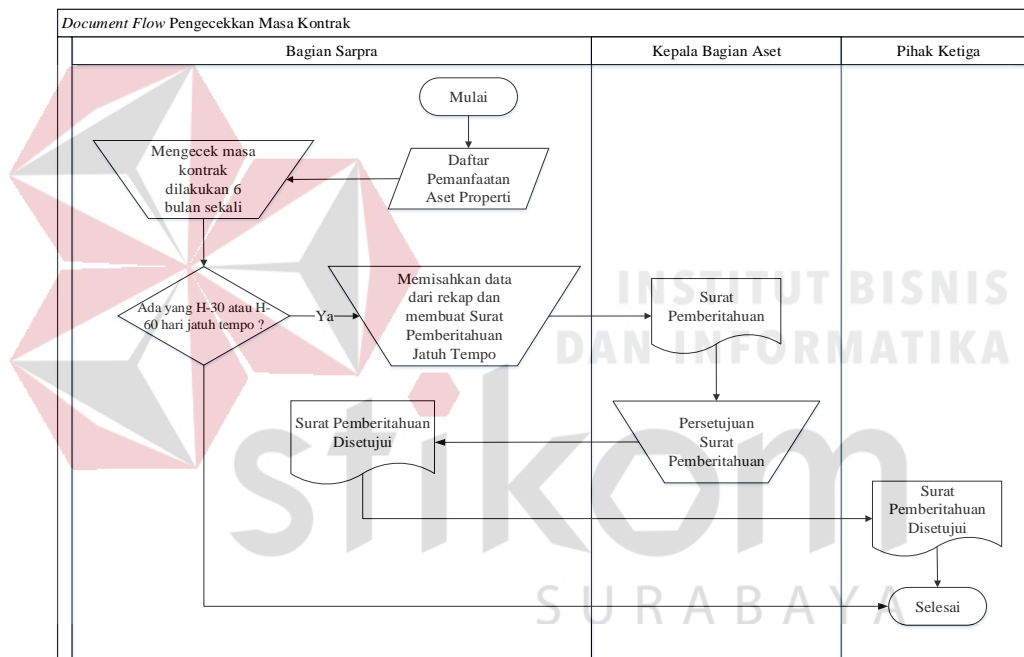 Document Flow Pengecekkan Masa Kontrak
Bagian Sarpra
Kepala Bagian Aset
Pihak Ketiga
Mulai
Daftar
Pemanfaatan
Aset Properti
Mengecek masa
kontrak
dilakukan 6
bulan sekali
Ada yang H-30 atau H-
60 hari jatuh tempo ?
Ya
Memisahkan data
dari rekap dan
membuat Surat
Pemberitahuan
Jatuh Tempo
Surat
Pemberitahuan
Persetujuan
Surat
Pemberitahuan
Surat Pemberitahuan
Disetujui
Surat
Pemberitahuan
Disetujui
Selesai
INSTITUT BISNIS
DAN INFORMATIKA
stikom
SURABAYA